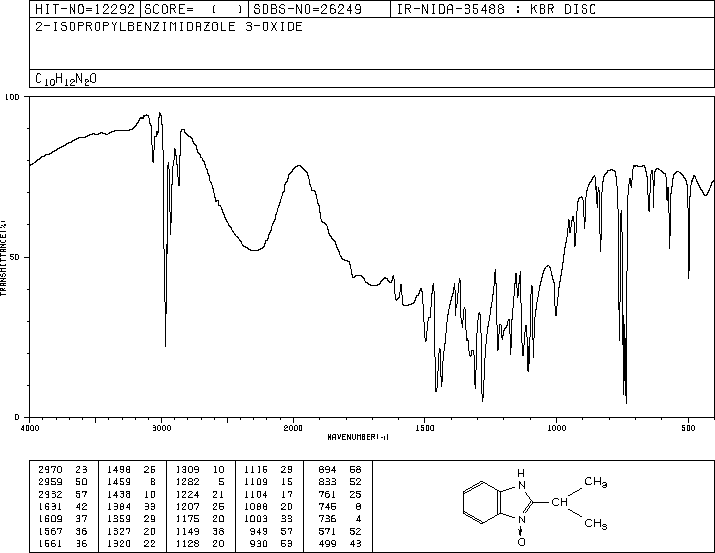 HIT-NO=12292 SCORE= ( ) SDBS-NO=26249 IR-NIDA-35488 : KBR DISC
2-ISOPROPYLBENZIMIDAZOLE 3-OXIDE
C10H12N2O
100
50
0
TRANSMITTANCE(%)
4000 3000 2000 1500 1000 500
WAVENUMBER(-1)
2970 23 1498 26 1309 10 1116 29 894 58
2959 50 1459 8 1282 5 1109 15 833 52
2932 57 1438 10 1224 21 1104 17 761 25
1631 42 1384 33 1207 25 1088 20 746 8
1609 37 1359 29 1175 20 1003 33 736 4
1567 36 1327 20 1149 38 949 57 571 52
1561 36 1320 22 1128 20 930 53 499 43
H
N
N
O
CH
CH3
CH3